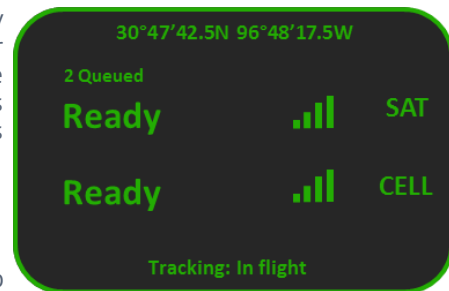 30°47’42.5N 96°48’17.5W
2 Queued
Ready SAT
Ready CELL
Tracking: In flight